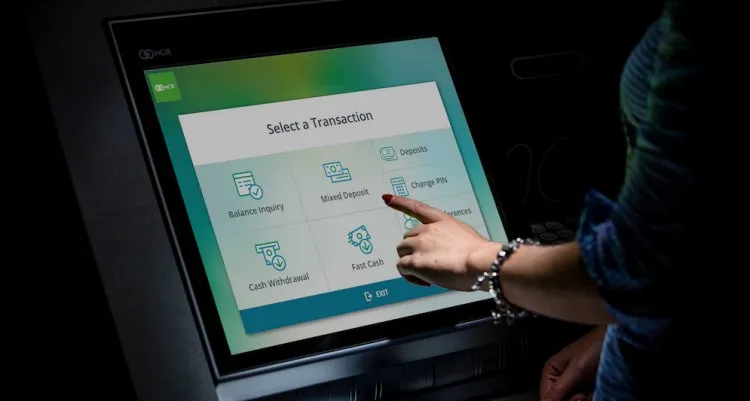 NCR
NCR
Select a Transaction
Balance Inquiry
Mixed Deposit
Deposits
Change PIN
Cash Withdrawal
Fast Cash
EXIT